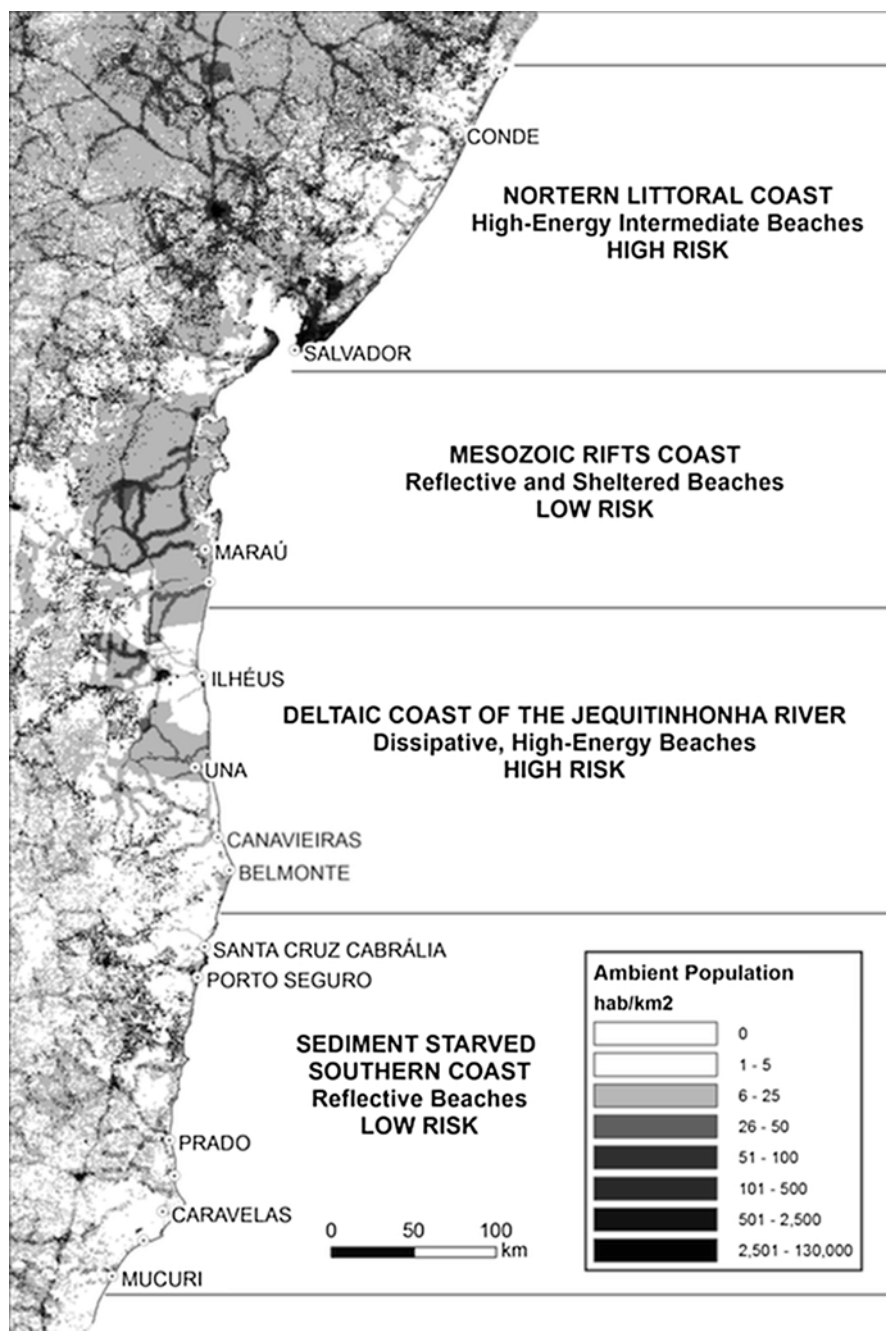 CONDE
NORTERN LITTORAL COAST
High-Energy Intermediate Beaches
HIGH RISK
SALVADOR
MESOZOIC RIFTS COAST
Reflective and Sheltered Beaches
LOW RISK
MARAÚ
ILHÉUS
DELTAIC COAST OF THE JEQUITINHONHA RIVER
Dissipative, High-Energy Beaches
HIGH RISK
UNA
CANAVIEIRAS
BELMONTE
SANTA CRUZ CABRÁLIA
PORTO SEGURO
SEDIMENT STARVED
SOUTHERN COAST
Reflective Beaches
LOW RISK
PRADO
CARAVELAS
MUCURI
0 50 100
km
Ambient Population
hab/km2
0
1 - 5
6 - 25
26 - 50
51 - 100
101 - 500
501 - 2,500
2,501 - 130,000